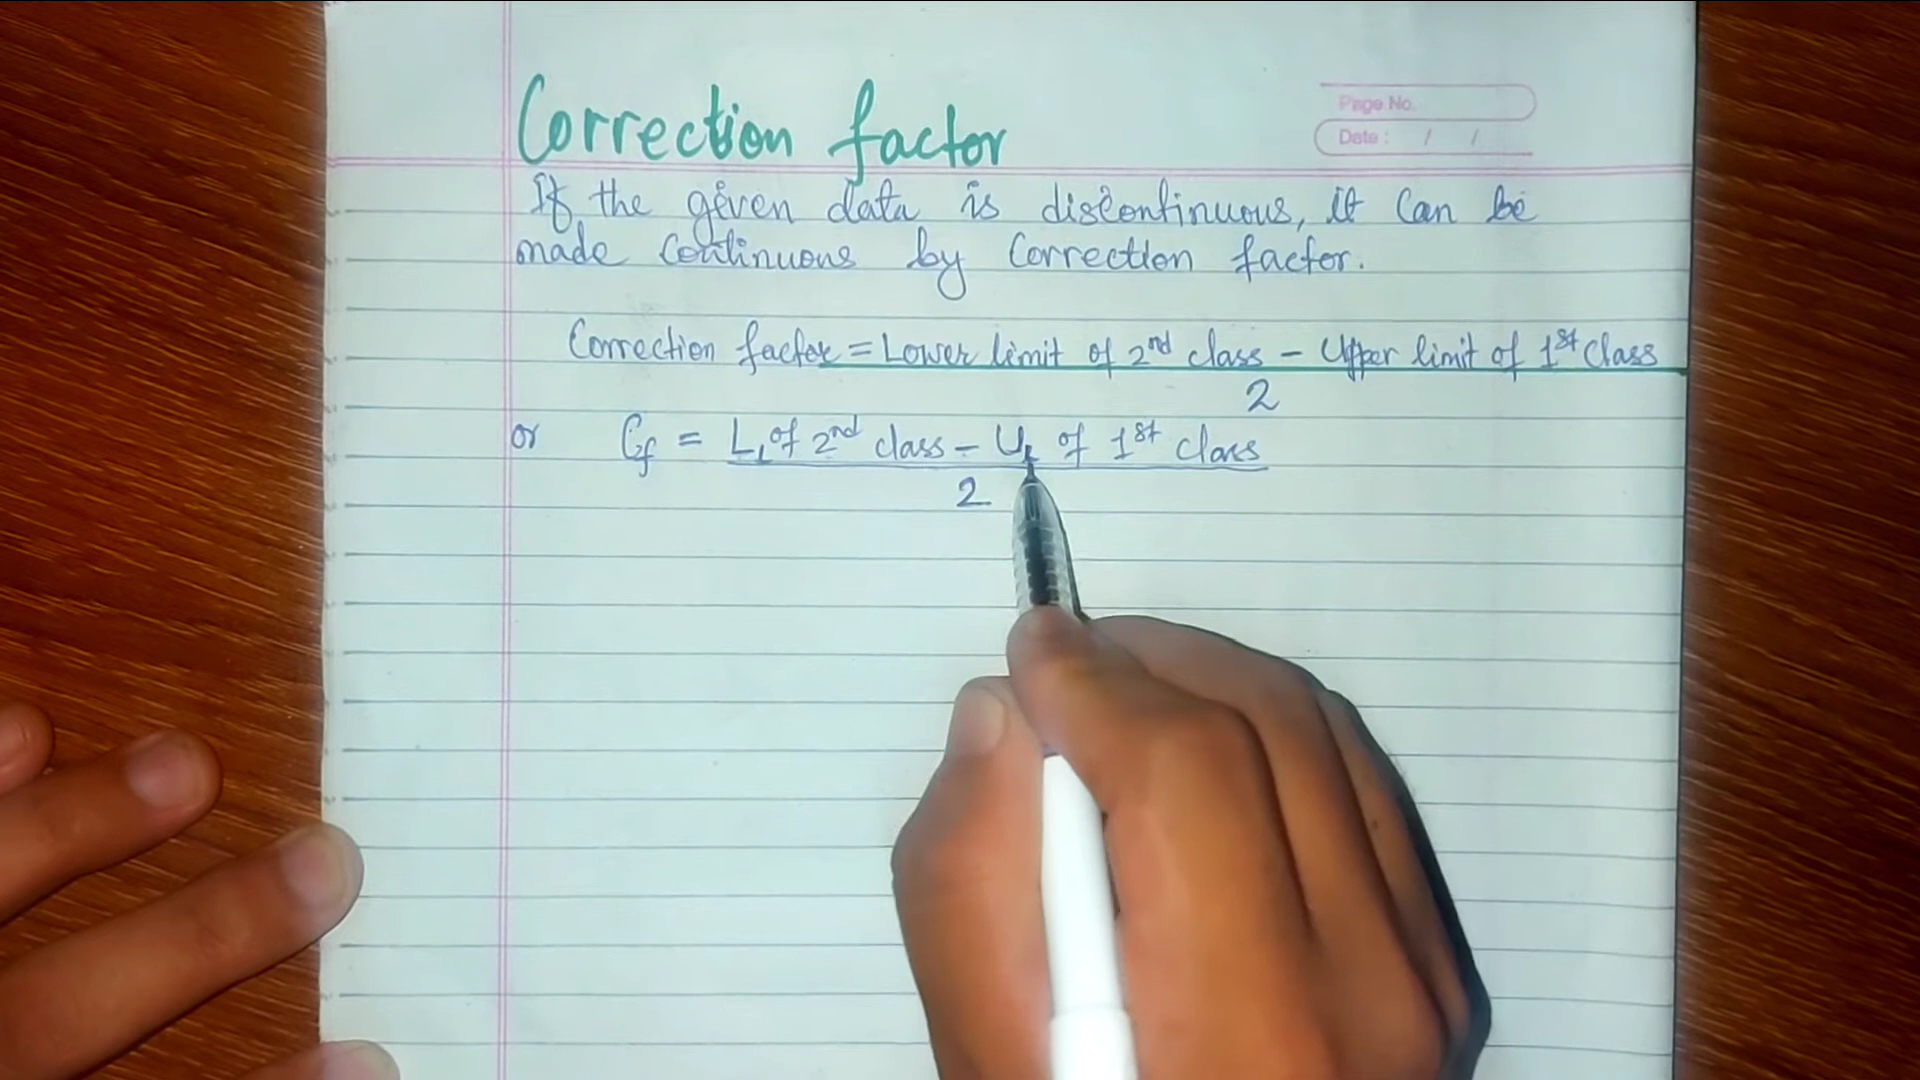 Correction factor
Page No.
Date: / /
If the given data is discontinuous, it can be
made continuous by correction factor.
Correction factor = Lower limit of 2nd class - Upper limit of 1st class
2
or Cf = LL of 2nd class - UL of 1st class
2